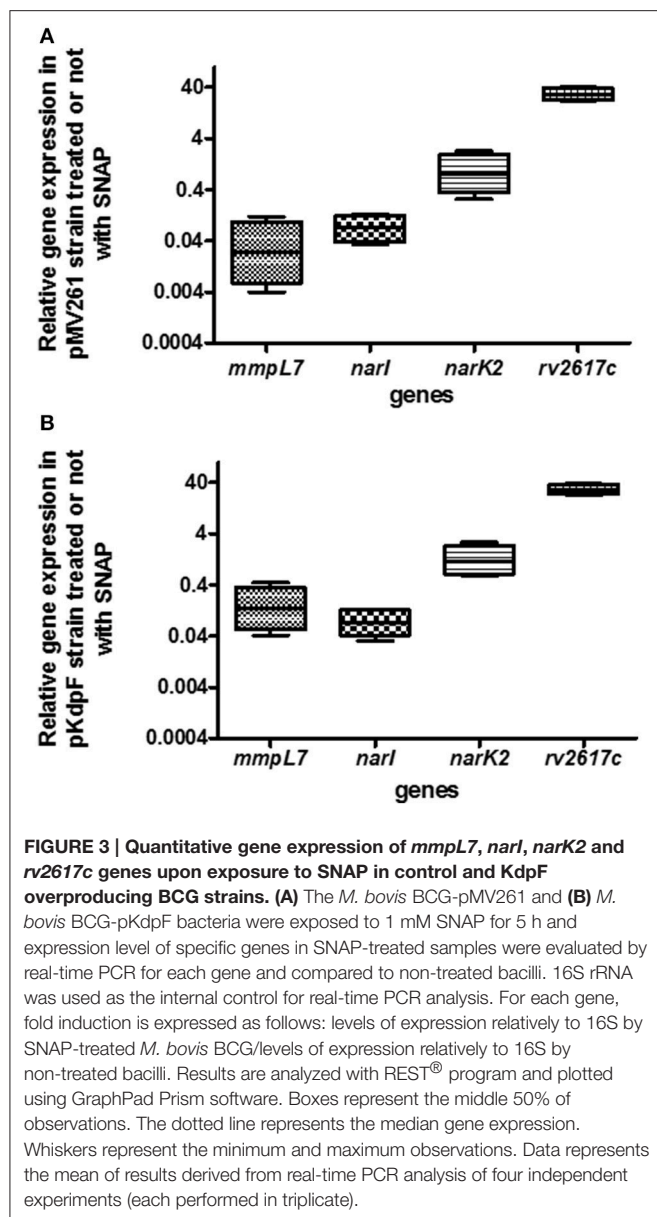 A
Relative gene expression in
pMV261 strain treated or not
with SNAP
40
4
0.4
0.04
0.004
0.0004
mmpL7 narI narK2 rv2617c
genes
B
Relative gene expression in
pKdpF strain treated or not
with SNAP
40
4
0.4
0.04
0.004
0.0004
mmpL7 narI narK2 rv2617c
genes
FIGURE 3 | Quantitative gene expression of mmpL7, narI, narK2 and
rv2617c genes upon exposure to SNAP in control and KdpF
overproducing BCG strains. (A) The M. bovis BCG-pMV261 and (B) M.
bovis BCG-pKdpF bacteria were exposed to 1 mM SNAP for 5 h and
expression level of specific genes in SNAP-treated samples were evaluated by
real-time PCR for each gene and compared to non-treated bacilli. 16S rRNA
was used as the internal control for real-time PCR analysis. For each gene,
fold induction is expressed as follows: levels of expression relatively to 16S by
SNAP-treated M. bovis BCG/levels of expression relatively to 16S by
non-treated bacilli. Results are analyzed with REST® program and plotted
using GraphPad Prism software. Boxes represent the middle 50% of
observations. The dotted line represents the median gene expression.
Whiskers represent the minimum and maximum observations. Data represents
the mean of results derived from real-time PCR analysis of four independent
experiments (each performed in triplicate).